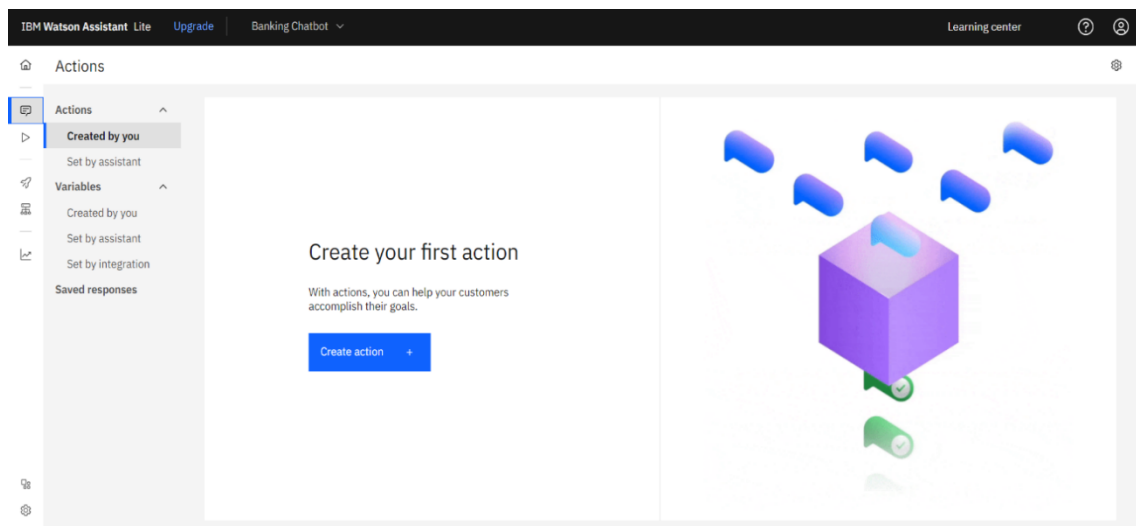 IBM Watson Assistant Lite Upgrade Banking Chatbot Learning center
Actions
Actions
Created by you
Set by assistant
Variables
Created by you
Set by assistant
Set by integration
Saved responses
Create your first action
With actions, you can help your customers
accomplish their goals.
Create action +